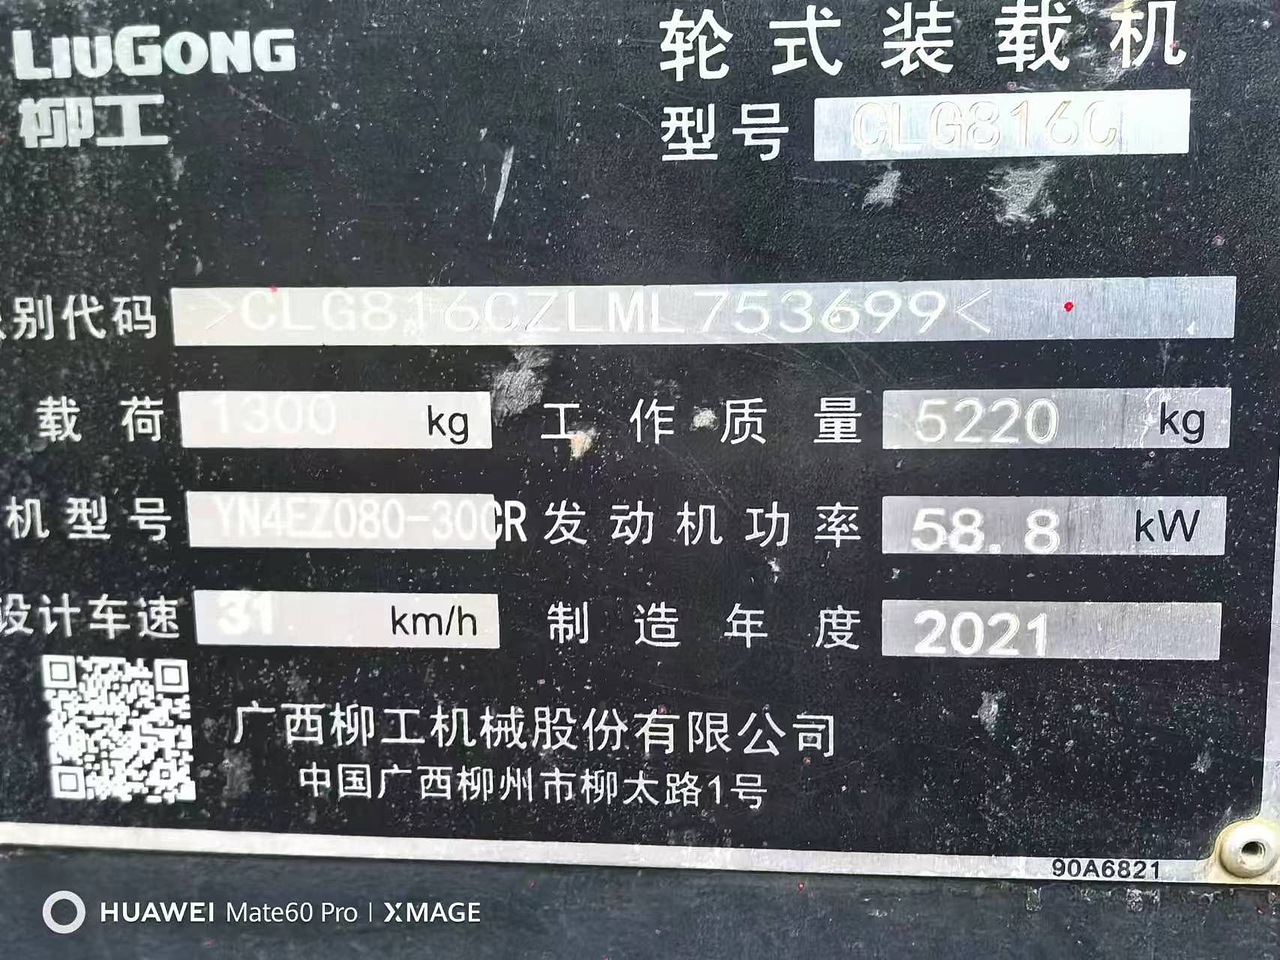 LIUGONG 轮式装载机
柳工 型号 CLG816C
别代码 >CLG816CZLML753699<
载荷 1300 kg 工作质量 5220 kg
机型号 YN4EZ080-30CR 发动机功率 58.8 kW
设计车速 31 km/h 制造年度 2021
广西柳工机械股份有限公司
中国广西柳州市柳太路1号
90A6821
HUAWEI Mate60 Pro | XMAGE